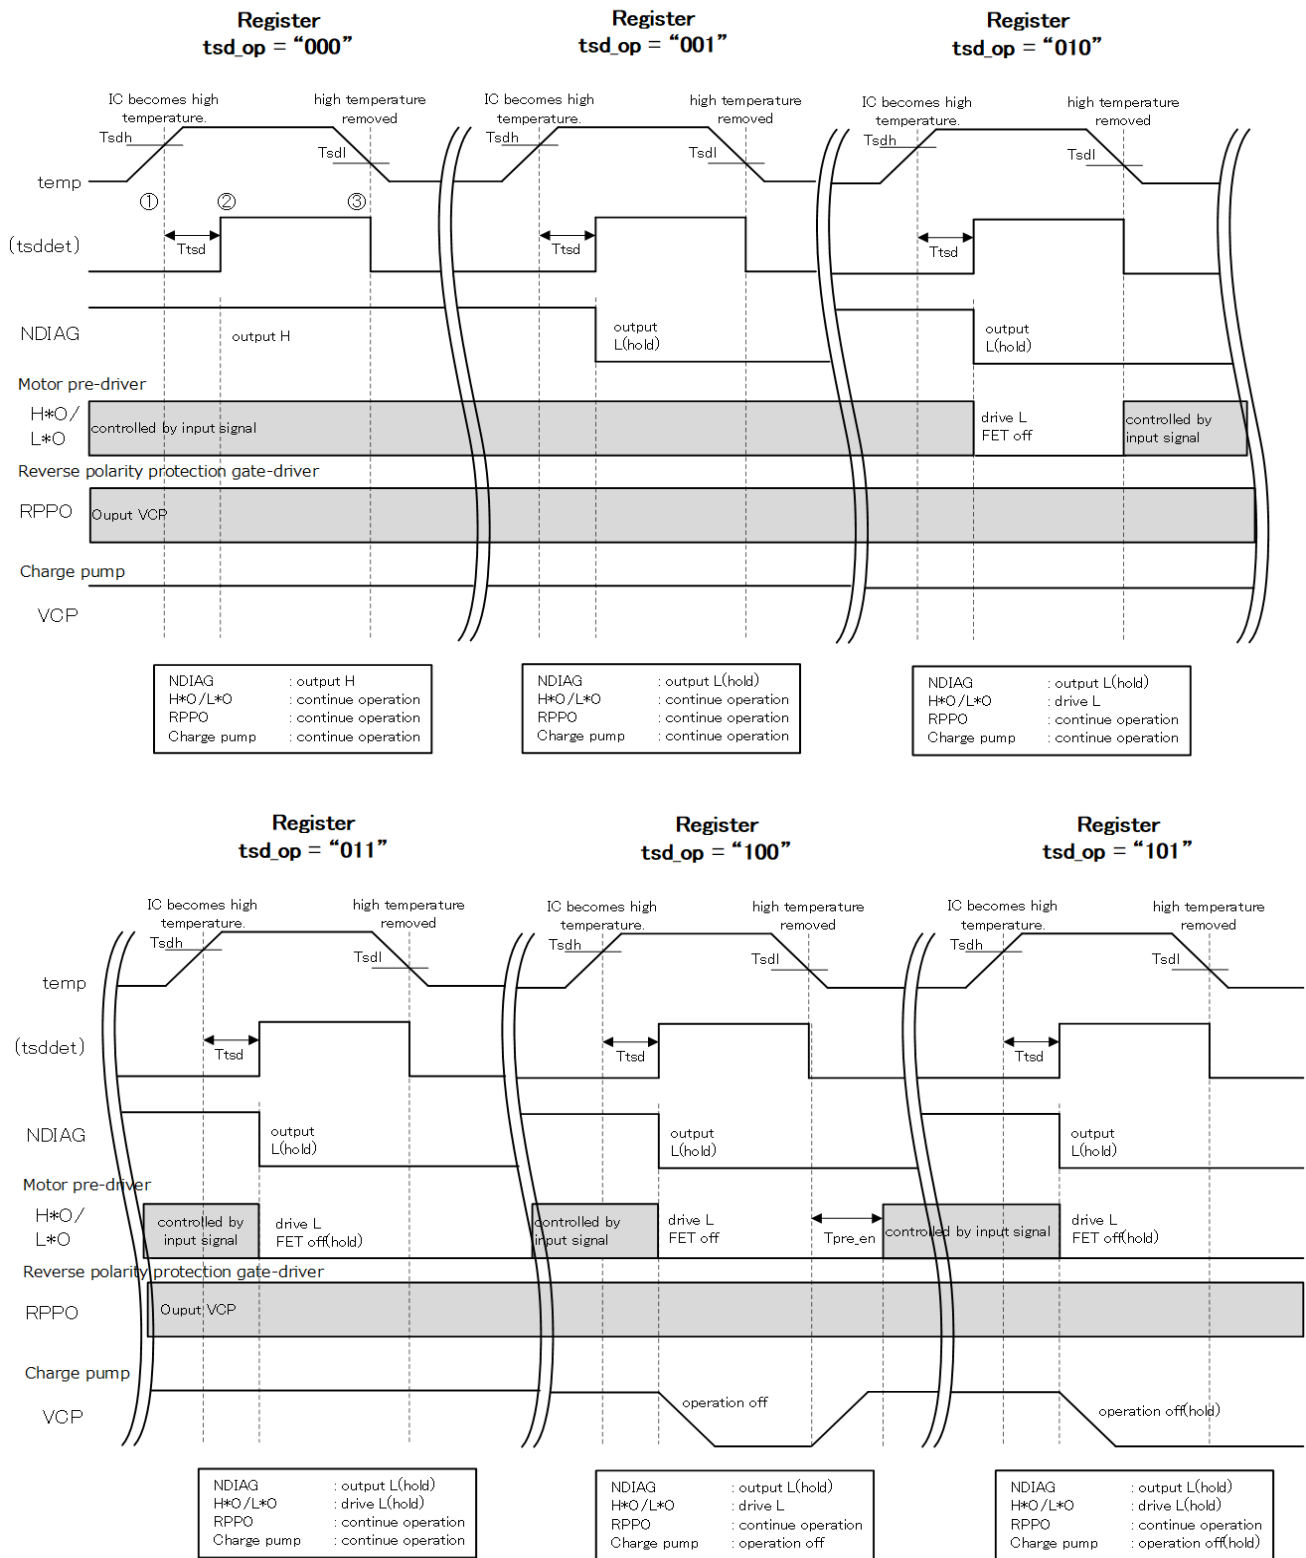 Register
tsd_op = “000”
Register
tsd_op = “001”
Register
tsd_op = “010”
IC becomes high
temperature.
high temperature
removed
IC becomes high
temperature.
high temperature
removed
IC becomes high
temperature.
high temperature
removed
Tsdh
Tsdl
Tsdh
Tsdl
Tsdh
Tsdl
temp
① ② ③
(tsddet)
Ttsd
Ttsd
Ttsd
NDIAG
output H
output
L(hold)
output
L(hold)
Motor pre-driver
H*O/
L*O
controlled by input signal
drive L
FET off
controlled by
input signal
Reverse polarity protection gate-driver
RPPO
Ouput VCP
Charge pump
VCP
NDIAG : output H
H*O/L*O : continue operation
RPPO : continue operation
Charge pump : continue operation
NDIAG : output L(hold)
H*O/L*O : continue operation
RPPO : continue operation
Charge pump : continue operation
NDIAG : output L(hold)
H*O/L*O : drive L
RPPO : continue operation
Charge pump : continue operation
Register
tsd_op = “011”
Register
tsd_op = “100”
Register
tsd_op = “101”
IC becomes high
temperature.
high temperature
removed
IC becomes high
temperature.
high temperature
removed
IC becomes high
temperature.
high temperature
removed
Tsdh
Tsdl
Tsdh
Tsdl
Tsdh
Tsdl
temp
(tsddet)
Ttsd
Ttsd
Ttsd
NDIAG
output
L(hold)
output
L(hold)
output
L(hold)
Motor pre-driver
H*O/
L*O
controlled by
input signal
drive L
FET off(hold)
controlled by
input signal
drive L
FET off
Tpre_en
controlled by input signal
drive L
FET off(hold)
Reverse polarity protection gate-driver
RPPO
Ouput VCP
Charge pump
VCP
operation off
operation off(hold)
NDIAG : output L(hold)
H*O/L*O : drive L(hold)
RPPO : continue operation
Charge pump : continue operation
NDIAG : output L(hold)
H*O/L*O : drive L
RPPO : continue operation
Charge pump : operation off
NDIAG : output L(hold)
H*O/L*O : drive L(hold)
RPPO : continue operation
Charge pump : operation off(hold)